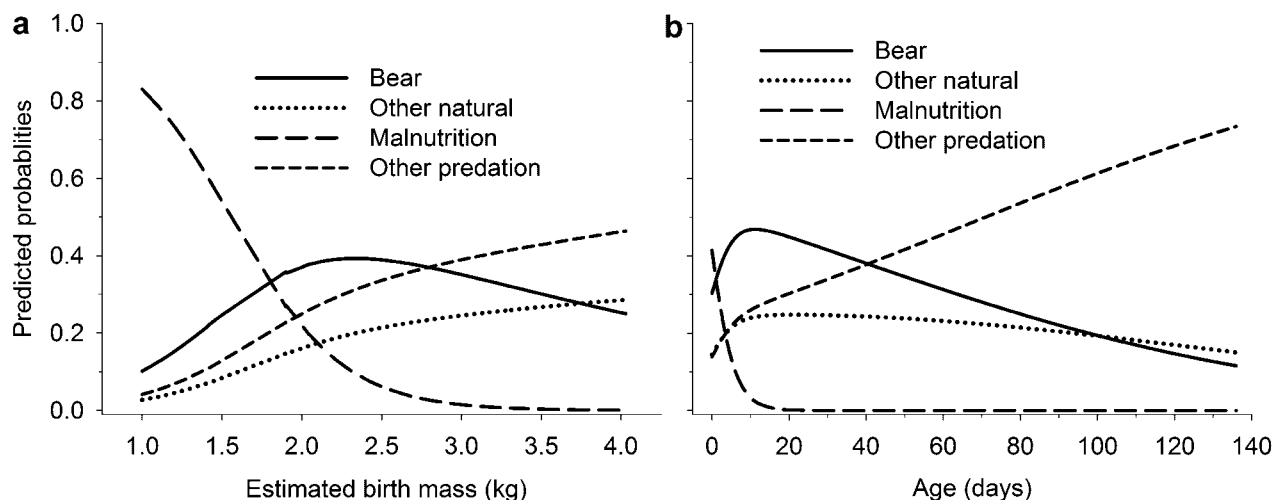 a
Predicted probablities
1.0
0.8
0.6
0.4
0.2
0.0
Bear
Other natural
Malnutrition
Other predation
1.0 1.5 2.0 2.5 3.0 3.5 4.0
Estimated birth mass (kg)
b
Bear
Other natural
Malnutrition
Other predation
0 20 40 60 80 100 120 140
Age (days)